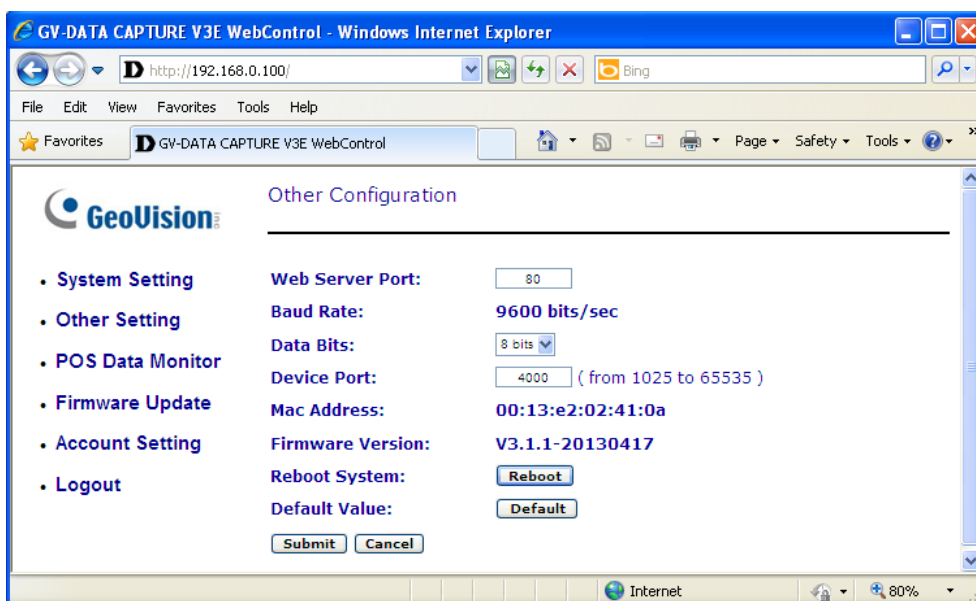 GV-DATA CAPTURE V3E WebControl - Windows Internet Explorer
http://192.168.0.100/
Bing
File Edit View Favorites Tools Help
Favorites
GV-DATA CAPTURE V3E WebControl
Page Safety Tools
GeoVision inc
Other Configuration
System Setting
Other Setting
POS Data Monitor
Firmware Update
Account Setting
Logout
Web Server Port: 80
Baud Rate: 9600 bits/sec
Data Bits: 8 bits
Device Port: 4000 ( from 1025 to 65535 )
Mac Address: 00:13:e2:02:41:0a
Firmware Version: V3.1.1-20130417
Reboot System: Reboot
Default Value: Default
Submit Cancel
Internet 80%